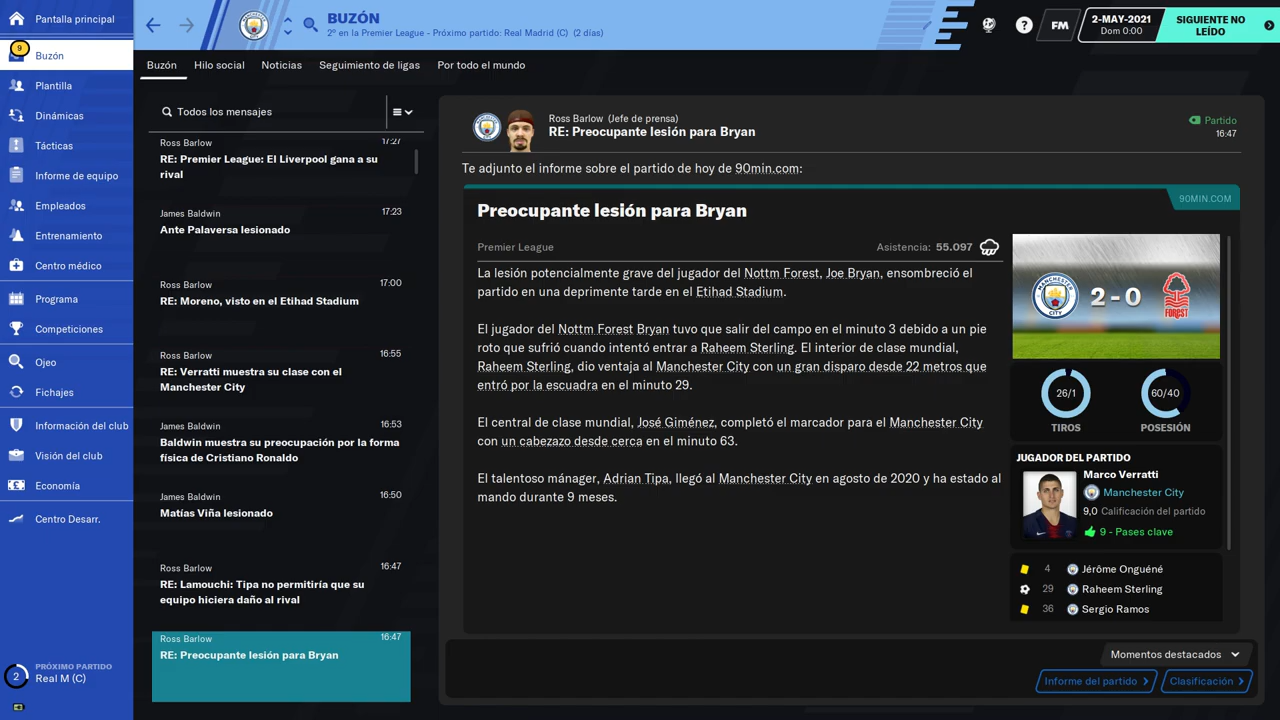 Pantalla principal
9
Buzón
Plantilla
Dinámicas
Tácticas
Informe de equipo
Empleados
Entrenamiento
Centro médico
Programa
Competiciones
Ojeo
Fichajes
Información del club
Visión del club
Economía
Centro Desarr.
2
PRÓXIMO PARTIDO
Real M (C)
BUZÓN
2º en la Premier League - Próximo partido: Real Madrid (C) (2 días)
FM
2-MAY-2021
Dom 0:00
SIGUIENTE NO
LEÍDO
Buzón Hilo social Noticias Seguimiento de ligas Por todo el mundo
Todos los mensajes
Ross Barlow 17:27
RE: Premier League: El Liverpool gana a su
rival
James Baldwin 17:23
Ante Palaversa lesionado
Ross Barlow 17:00
RE: Moreno, visto en el Etihad Stadium
Ross Barlow 16:55
RE: Verratti muestra su clase con el
Manchester City
Ross Barlow 16:53
Baldwin muestra su preocupación por la forma
física de Cristiano Ronaldo
James Baldwin 16:50
Matías Viña lesionado
Ross Barlow 16:47
RE: Lamouchi: Tipa no permitiría que su
equipo hiciera daño al rival
Ross Barlow 16:47
RE: Preocupante lesión para Bryan
Ross Barlow (Jefe de prensa)
RE: Preocupante lesión para Bryan
Partido
16:47
Te adjunto el informe sobre el partido de hoy de 90min.com:
90MIN.COM
Preocupante lesión para Bryan
Premier League Asistencia: 55.097
La lesión potencialmente grave del jugador del Nottm Forest, Joe Bryan, ensombreció el
partido en una deprimente tarde en el Etihad Stadium.
El jugador del Nottm Forest Bryan tuvo que salir del campo en el minuto 3 debido a un pie
roto que sufrió cuando intentó entrar a Raheem Sterling. El interior de clase mundial,
Raheem Sterling, dio ventaja al Manchester City con un gran disparo desde 22 metros que
entró por la escuadra en el minuto 29.
El central de clase mundial, José Giménez, completó el marcador para el Manchester City
con un cabezazo desde cerca en el minuto 63.
El talentoso mánager, Adrian Tipa, llegó al Manchester City en agosto de 2020 y ha estado al
mando durante 9 meses.
2 - 0
FOREST
26/1 60/40
TIROS POSESIÓN
JUGADOR DEL PARTIDO
Marco Verratti
Manchester City
9,0 Calificación del partido
9 - Pases clave
4 Jérôme Onguéné
29 Raheem Sterling
36 Sergio Ramos
Momentos destacados
Informe del partido Clasificación